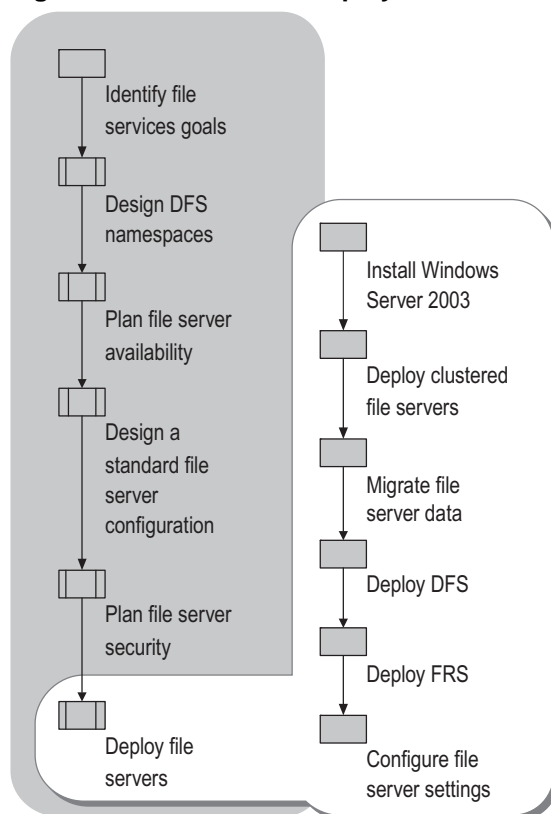 Identify file
services goals
Design DFS
namespaces
Plan file server
availability
Design a
standard file
server
configuration
Plan file server
security
Deploy file
servers
Install Windows
Server 2003
Deploy clustered
file servers
Migrate file
server data
Deploy DFS
Deploy FRS
Configure file
server settings